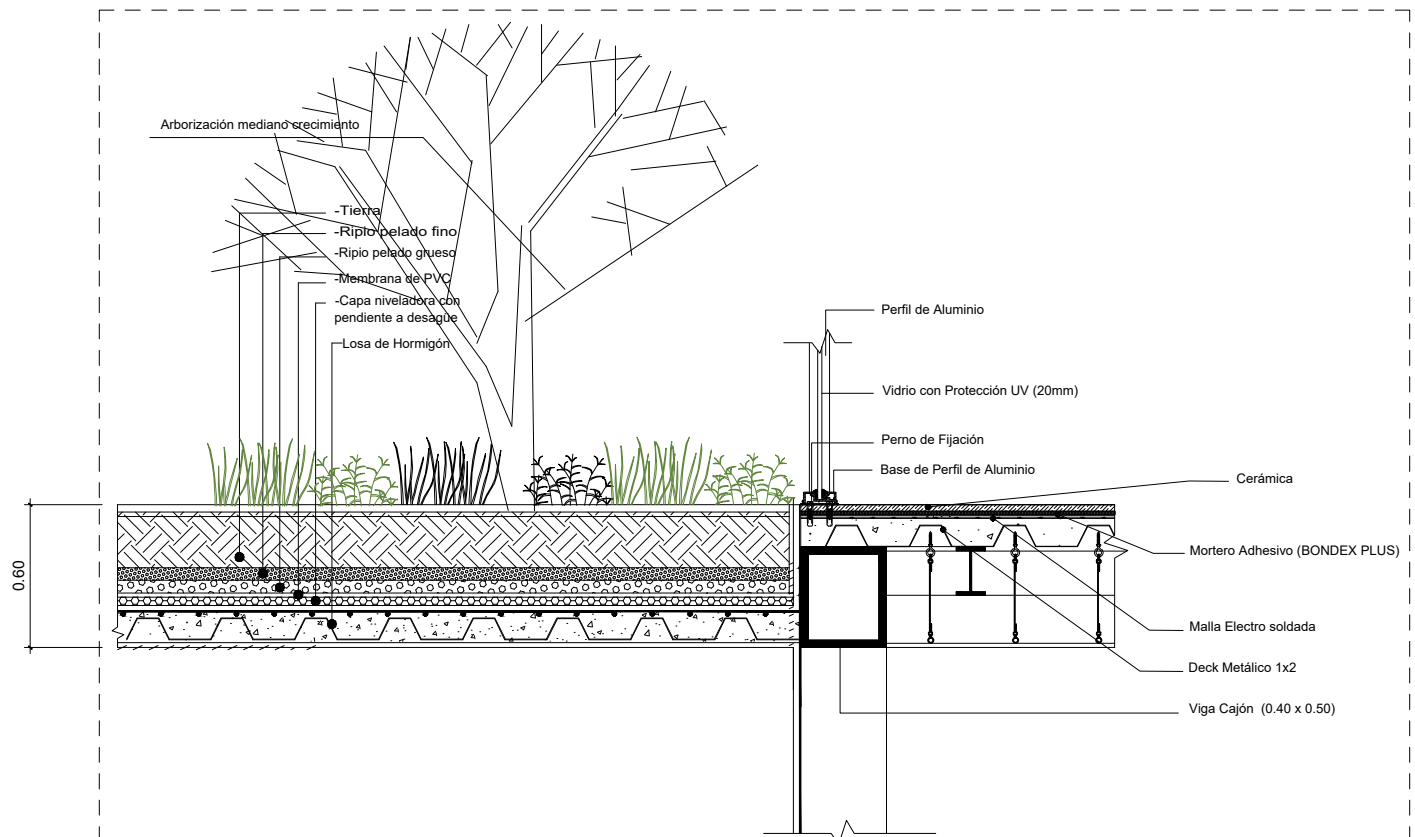 Arborización mediano crecimiento
-Tierra
-Ripio pelado fino
-Ripio pelado grueso
-Membrana de PVC
-Capa niveladora con
pendiente a desagüe
Losa de Hormigón
Perfil de Aluminio
Vidrio con Protección UV (20mm)
Perno de Fijación
Base de Perfil de Aluminio
Cerámica
Mortero Adhesivo (BONDEX PLUS)
Malla Electro soldada
Deck Metálico 1x2
Viga Cajón (0.40 x 0.50)
0.60